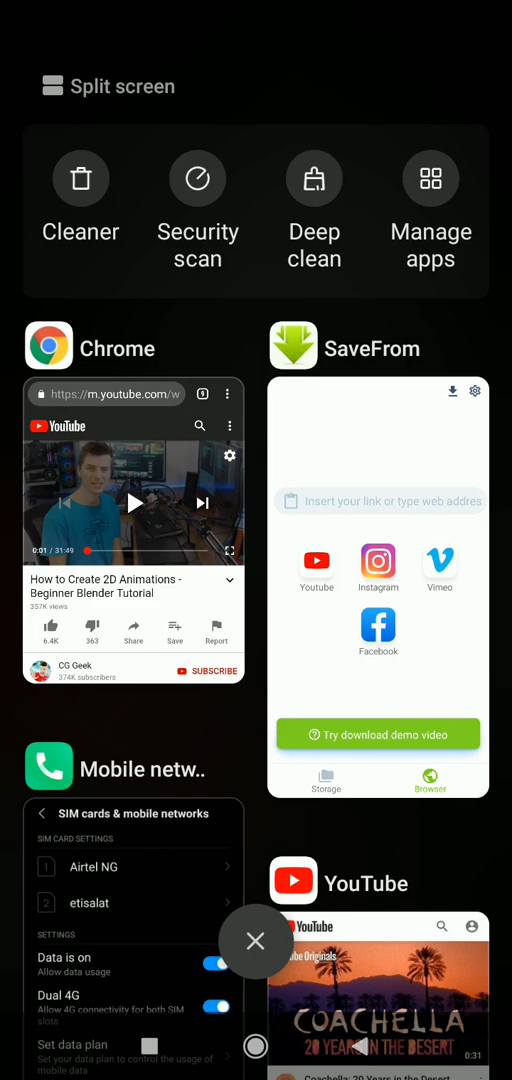 Split screen
Cleaner
Security
scan
Deep
clean
Manage
apps
Chrome
https://m.youtube.com/w
9
YouTube
0:01 / 31:49
How to Create 2D Animations -
Beginner Blender Tutorial
357K views
6.4K
363
Share
Save
Report
CG Geek
374K subscribers
SUBSCRIBE
SaveFrom
Insert your link or type web addres
Youtube
Instagram
Vimeo
Facebook
Try download demo video
Storage
Browser
Mobile netw..
SIM cards & mobile networks
SIM CARD SETTINGS
1 Airtel NG
2 etisalat
SETTINGS
Data is on
Allow data usage
Dual 4G
Allow 4G connectivity for both SIM
slots
Set data plan
Set your data plan to control the usage of
mobile data
YouTube
YouTube
be Originals
COACHELLA
20 YEARS IN THE DESERT
0:31